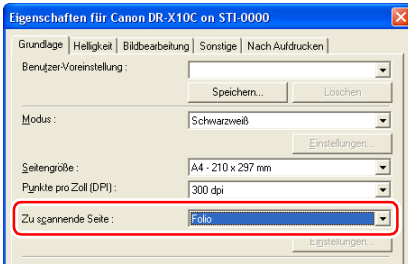 Eigenschaften für Canon DR-X10C on STI-0000
Grundlage Helligkeit Bildbearbeitung Sonstige Nach Aufdrucken
Benutzer-Voreinstellung :
Speichern... Löschen
Modus : Schwarzweiß
Einstellungen...
Seitengröße : A4 - 210 x 297 mm
Punkte pro Zoll (DPI) : 300 dpi
Zu scannende Seite : Folio
Einstellungen...